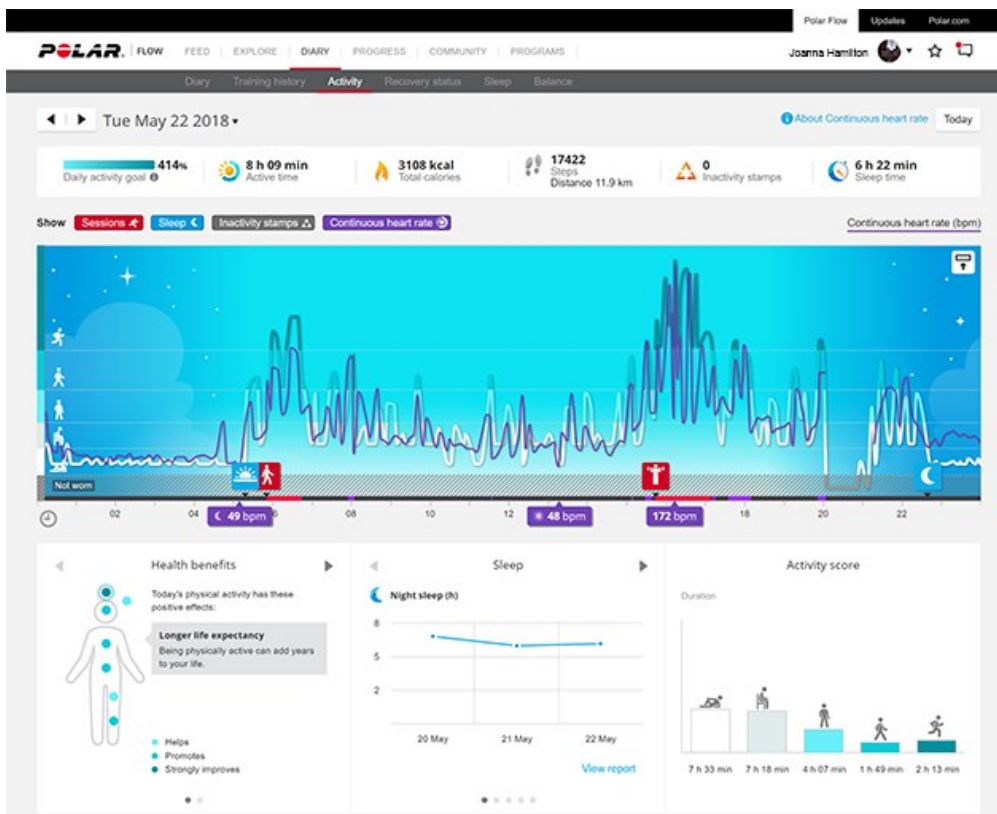 Polar Flow Updates Polar.com
POLAR. FLOW FEED EXPLORE DIARY PROGRESS COMMUNITY PROGRAMS
Joanna Hamilton
Diary Training history Activity Recovery status Sleep Balance
Tue May 22 2018
About Continuous heart rate Today
414%
Daily activity goal
8 h 09 min
Active time
3108 kcal
Total calories
17422
Steps
Distance 11.9 km
0
Inactivity stamps
6 h 22 min
Sleep time
Show Sessions Sleep Inactivity stamps Continuous heart rate
Continuous heart rate (bpm)
Not worn
02 04 6 08 10 12 18 20 22
49 bpm
48 bpm
172 bpm
Health benefits
Today's physical activity has these
positive effects:
Longer life expectancy
Being physically active can add years
to your life.
Helps
Promotes
Strongly improves
Sleep
Night sleep (h)
8
5
2
20 May 21 May 22 May
View report
Activity score
Duration
7 h 33 min 7 h 18 min 4 h 07 min 1 h 49 min 2 h 13 min